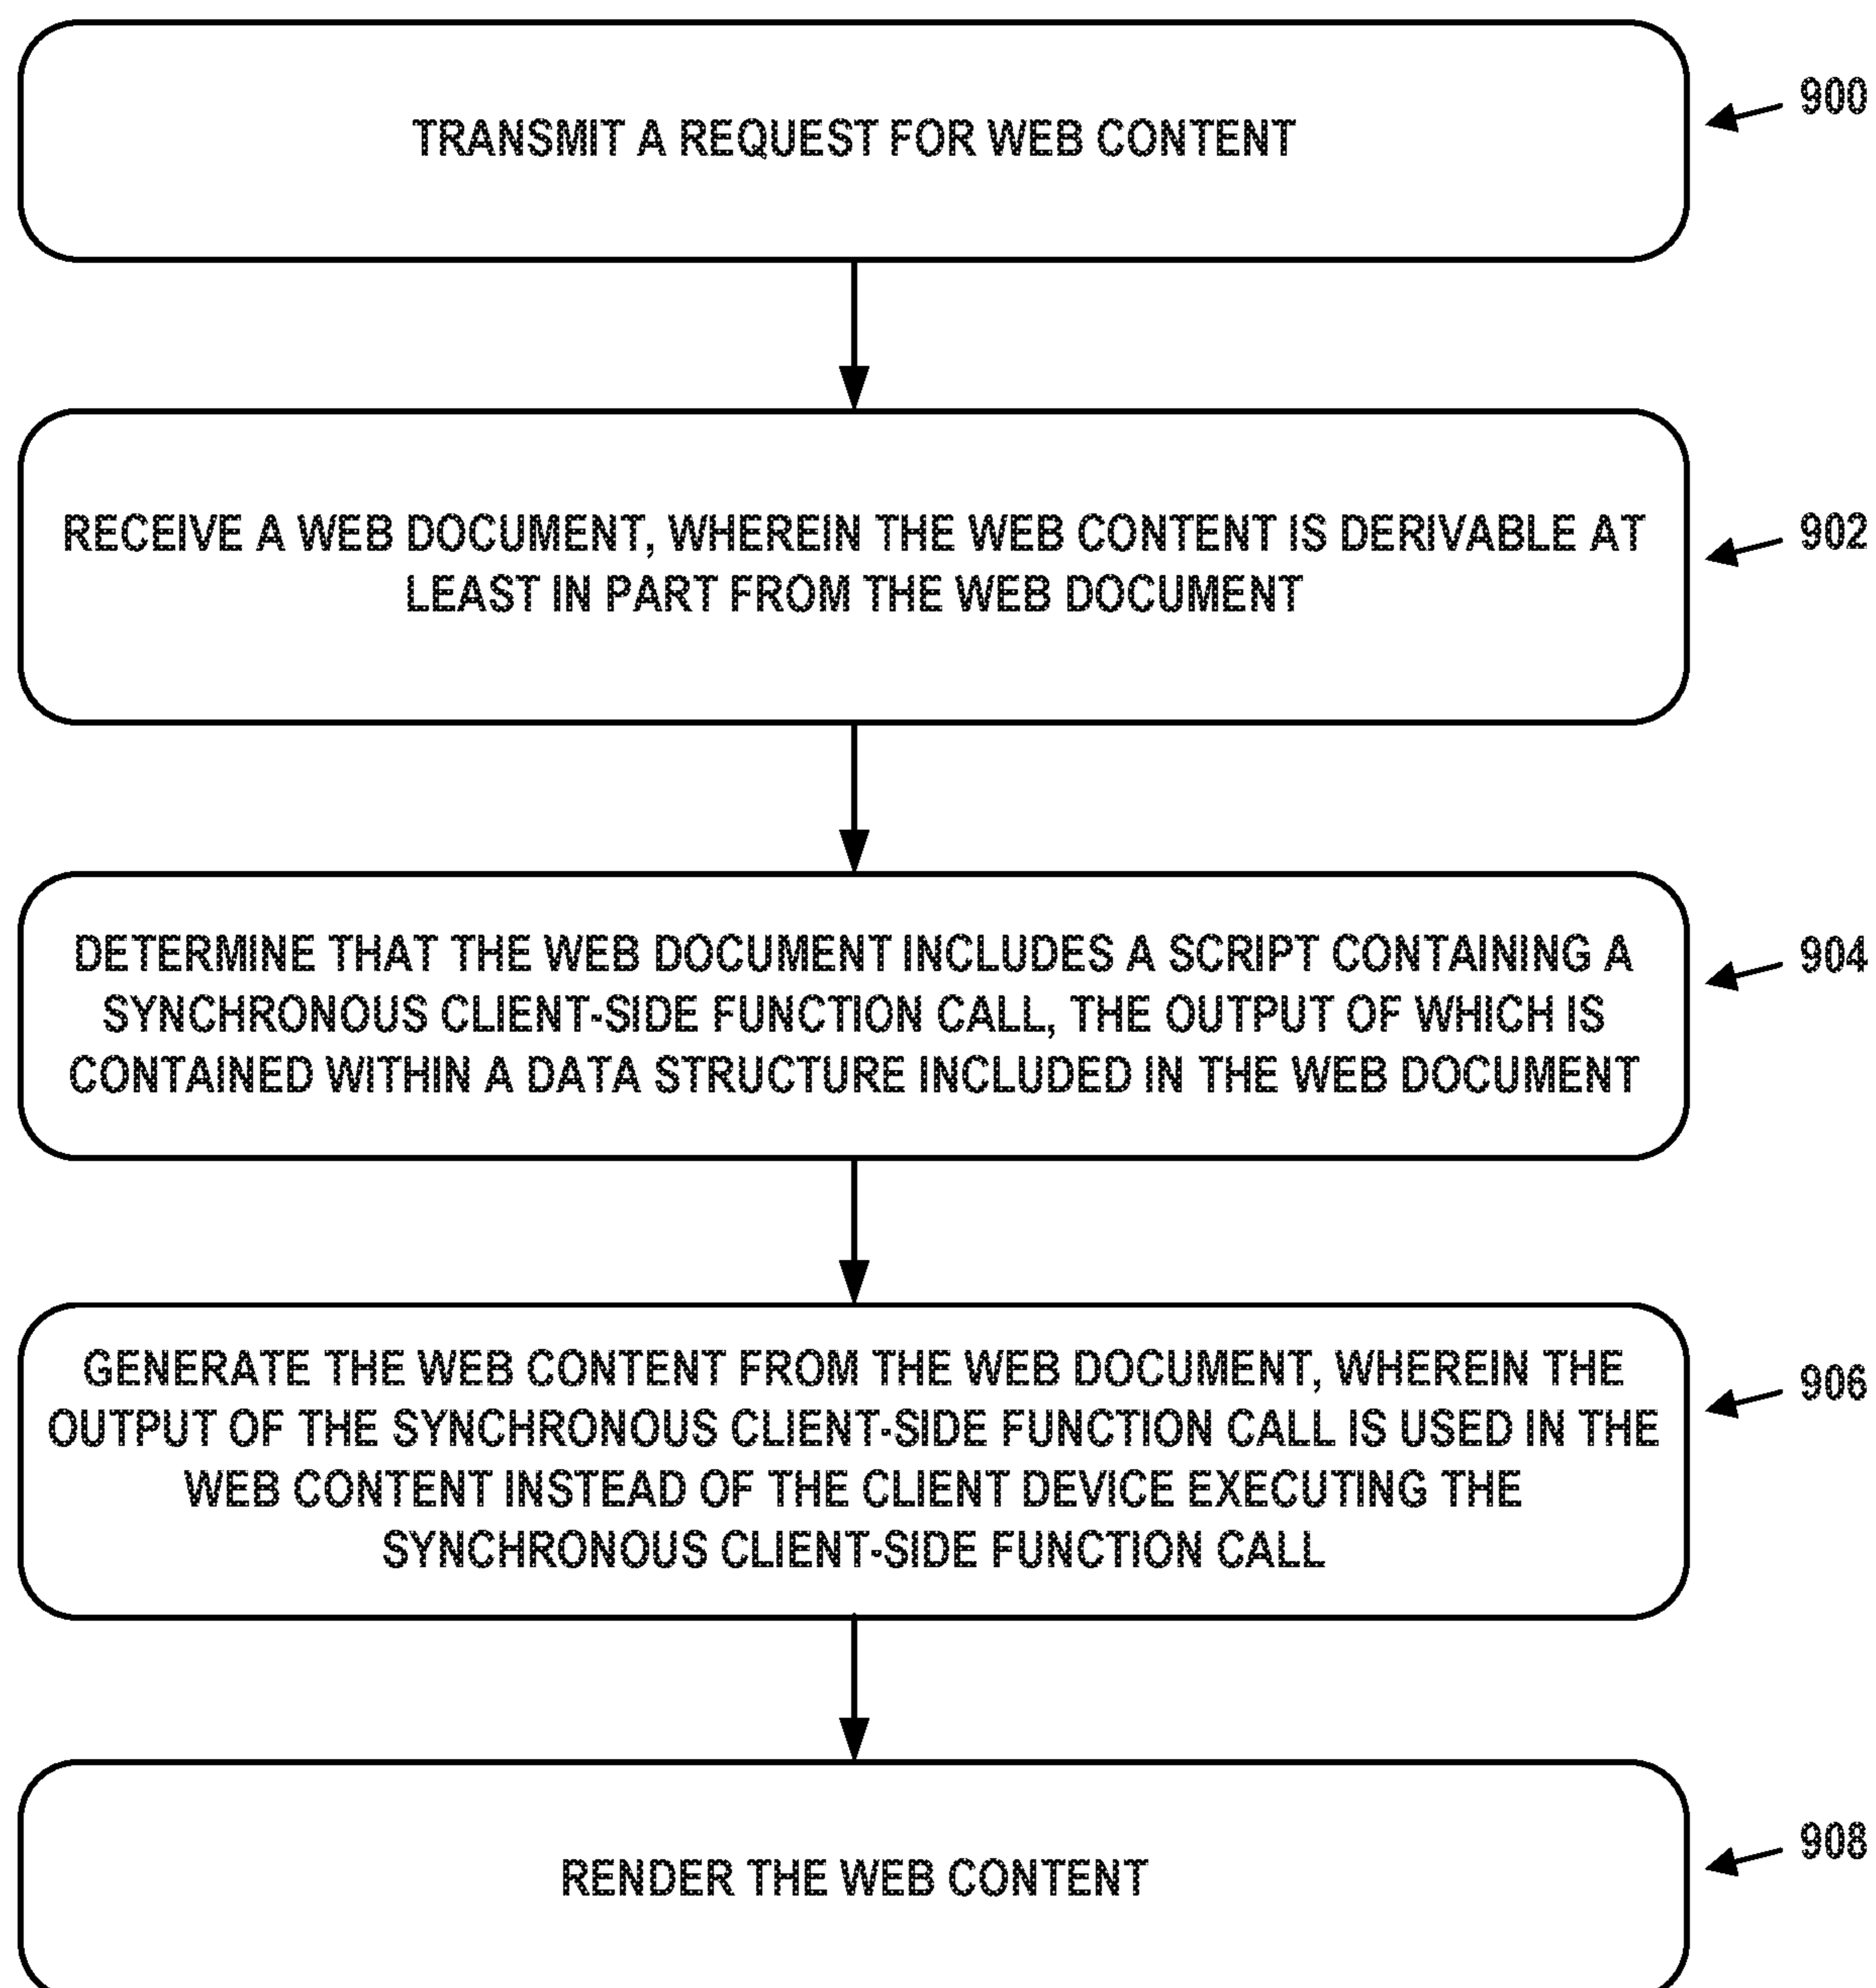 TRANSMIT A REQUEST FOR WEB CONTENT
900
RECEIVE A WEB DOCUMENT, WHEREIN THE WEB CONTENT IS DERIVABLE AT
LEAST IN PART FROM THE WEB DOCUMENT
902
DETERMINE THAT THE WEB DOCUMENT INCLUDES A SCRIPT CONTAINING A
SYNCHRONOUS CLIENT-SIDE FUNCTION CALL, THE OUTPUT OF WHICH IS
CONTAINED WITHIN A DATA STRUCTURE INCLUDED IN THE WEB DOCUMENT
904
GENERATE THE WEB CONTENT FROM THE WEB DOCUMENT, WHEREIN THE
OUTPUT OF THE SYNCHRONOUS CLIENT-SIDE FUNCTION CALL IS USED IN THE
WEB CONTENT INSTEAD OF THE CLIENT DEVICE EXECUTING THE
SYNCHRONOUS CLIENT-SIDE FUNCTION CALL
906
RENDER THE WEB CONTENT
908